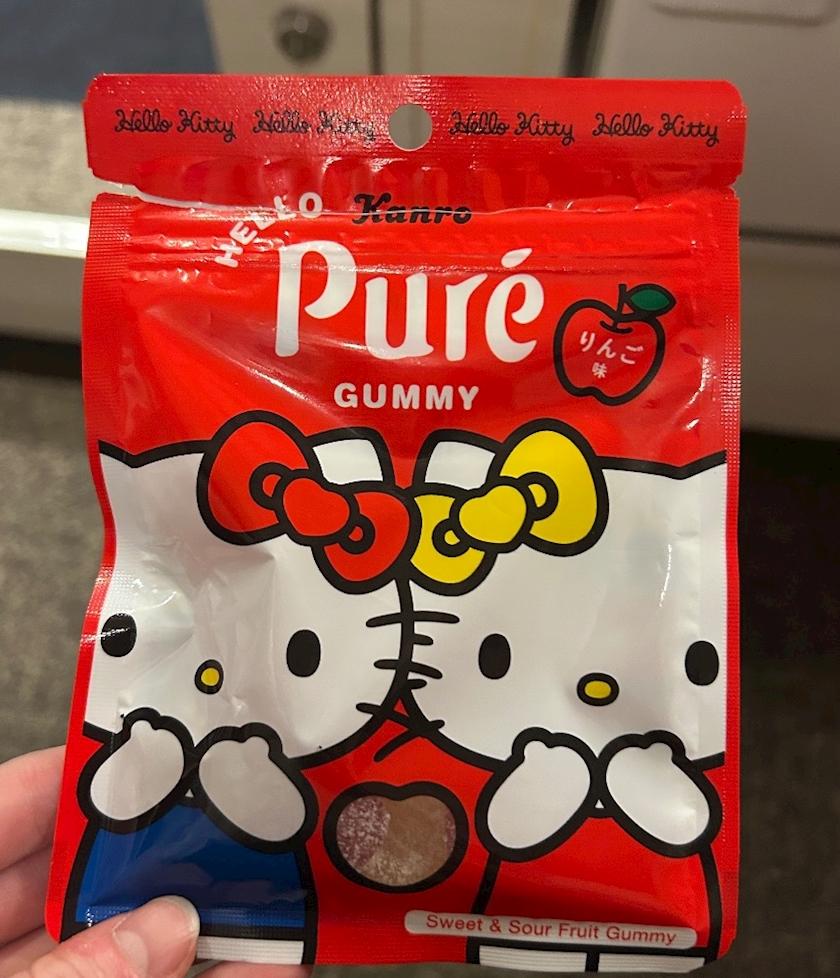 Hello Kitty Hello Kitty Hello Kitty Hello Kitty
HELLO Kanro
Puré
GUMMY
りんご
味
Sweet & Sour Fruit Gummy